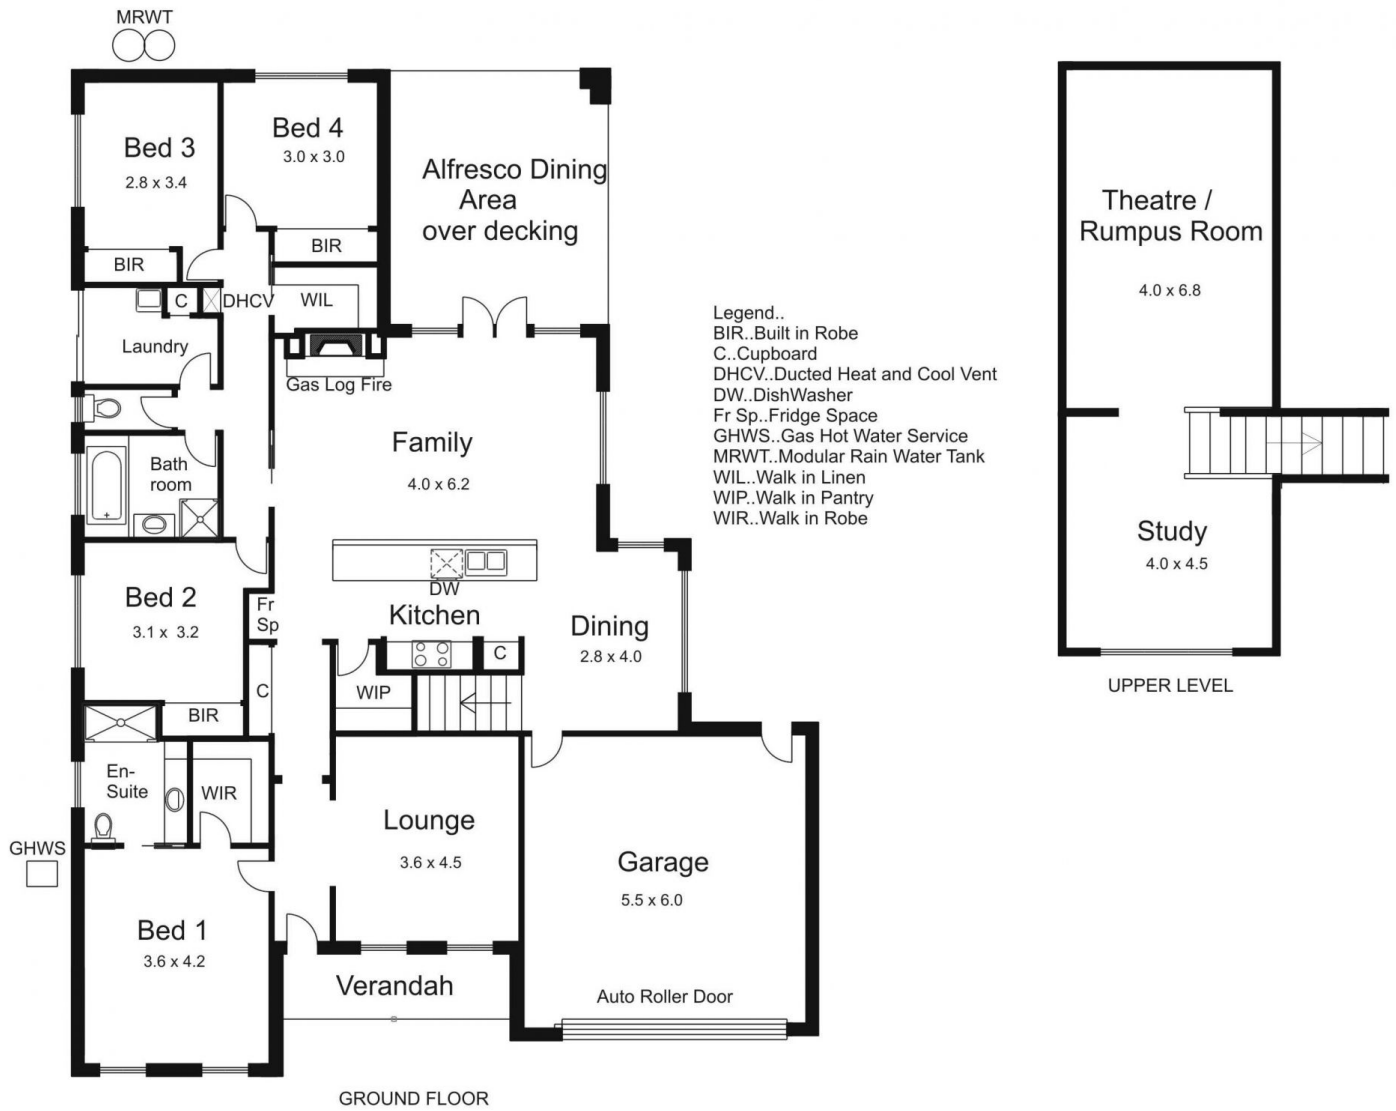 MRWT
Bed 3
2.8 x 3.4
Bed 4
3.0 x 3.0
Alfresco Dining
Area
over decking
BIR
BIR
C
DHCV
WIL
Laundry
Gas Log Fire
Family
4.0 x 6.2
Bath
room
DW
Kitchen
Bed 2
3.1 x 3.2
Fr
Sp
Dining
2.8 x 4.0
C
C
WIP
BIR
En-
Suite
WIR
Lounge
3.6 x 4.5
GHWS
Garage
5.5 x 6.0
Bed 1
3.6 x 4.2
Verandah
Auto Roller Door
GROUND FLOOR
Legend..
BIR..Built in Robe
C..Cupboard
DHCV..Ducted Heat and Cool Vent
DW..DishWasher
Fr Sp..Fridge Space
GHWS..Gas Hot Water Service
MRWT..Modular Rain Water Tank
WIL..Walk in Linen
WIP..Walk in Pantry
WIR..Walk in Robe
Theatre /
Rumpus Room
4.0 x 6.8
Study
4.0 x 4.5
UPPER LEVEL